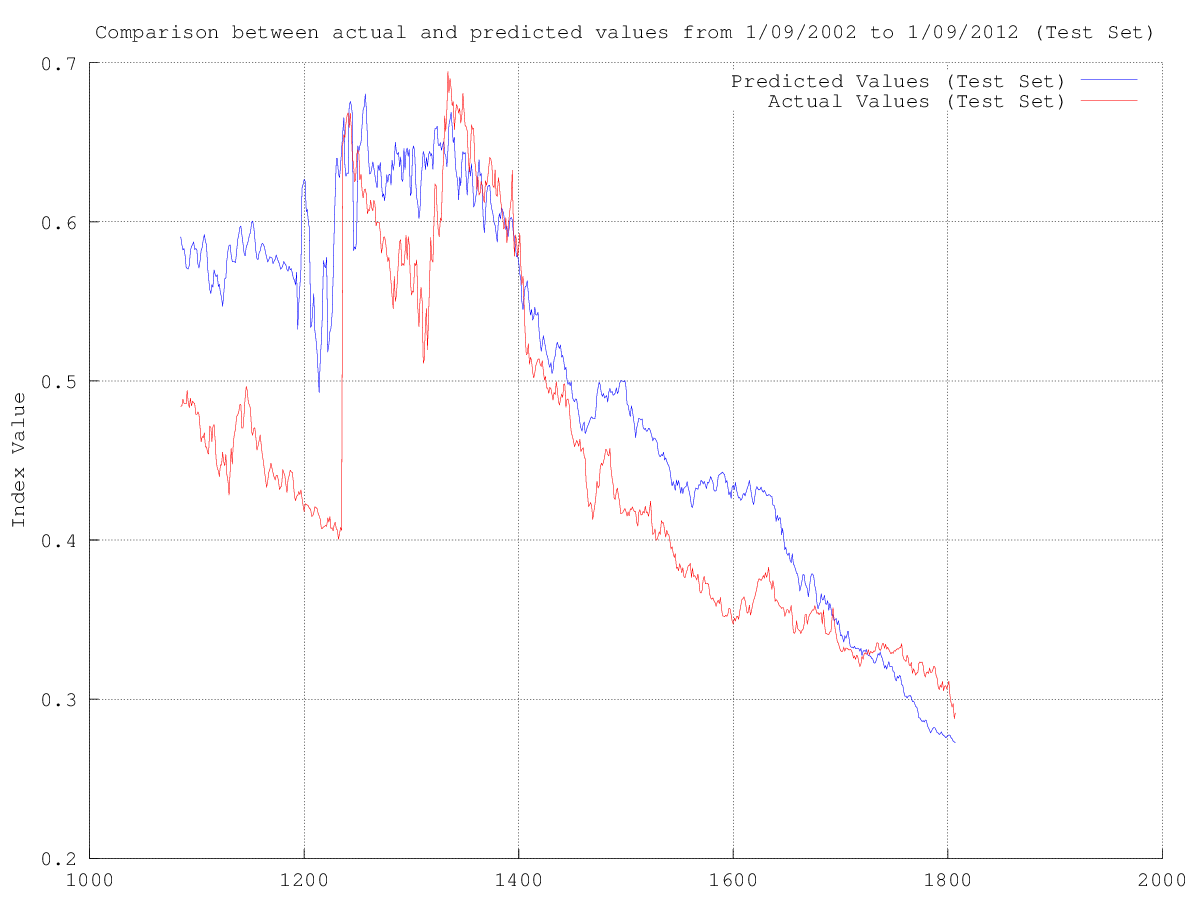 Comparison between actual and predicted values from 1/09/2002 to 1/09/2012 (Test Set)
Predicted Values (Test Set)
Actual Values (Test Set)
Index Value
0.7
0.6
0.5
0.4
0.3
0.2
1000 1200 1400 1600 1800 2000